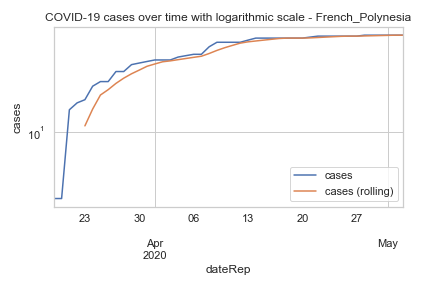 COVID-19 cases over time with logarithmic scale - French_Polynesia
cases
10¹
cases
cases (rolling)
23 30 06 13 20 27
Apr May
2020
dateRep